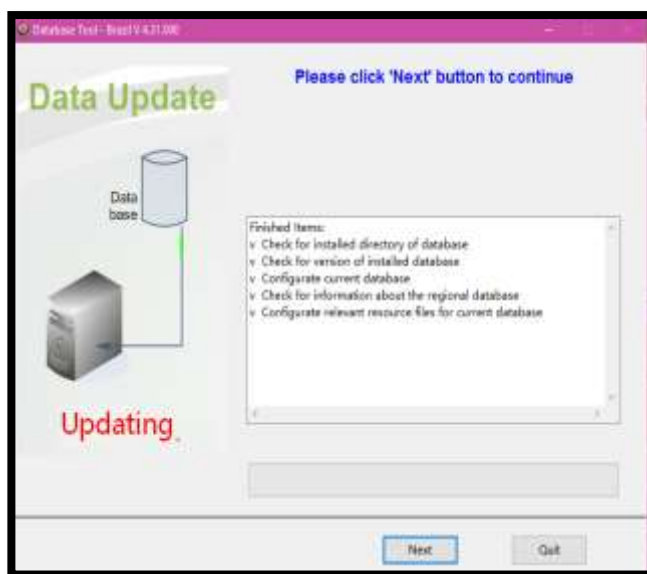 Database Tool - Brazil V 4.31.000
Please click 'Next' button to continue
Data Update
Data
base
Finished Items:
v Check for installed directory of database
v Check for version of installed database
v Configurate current database
v Check for information about the regional database
v Configurate relevant resource files for current database
Updating.
Next
Quit